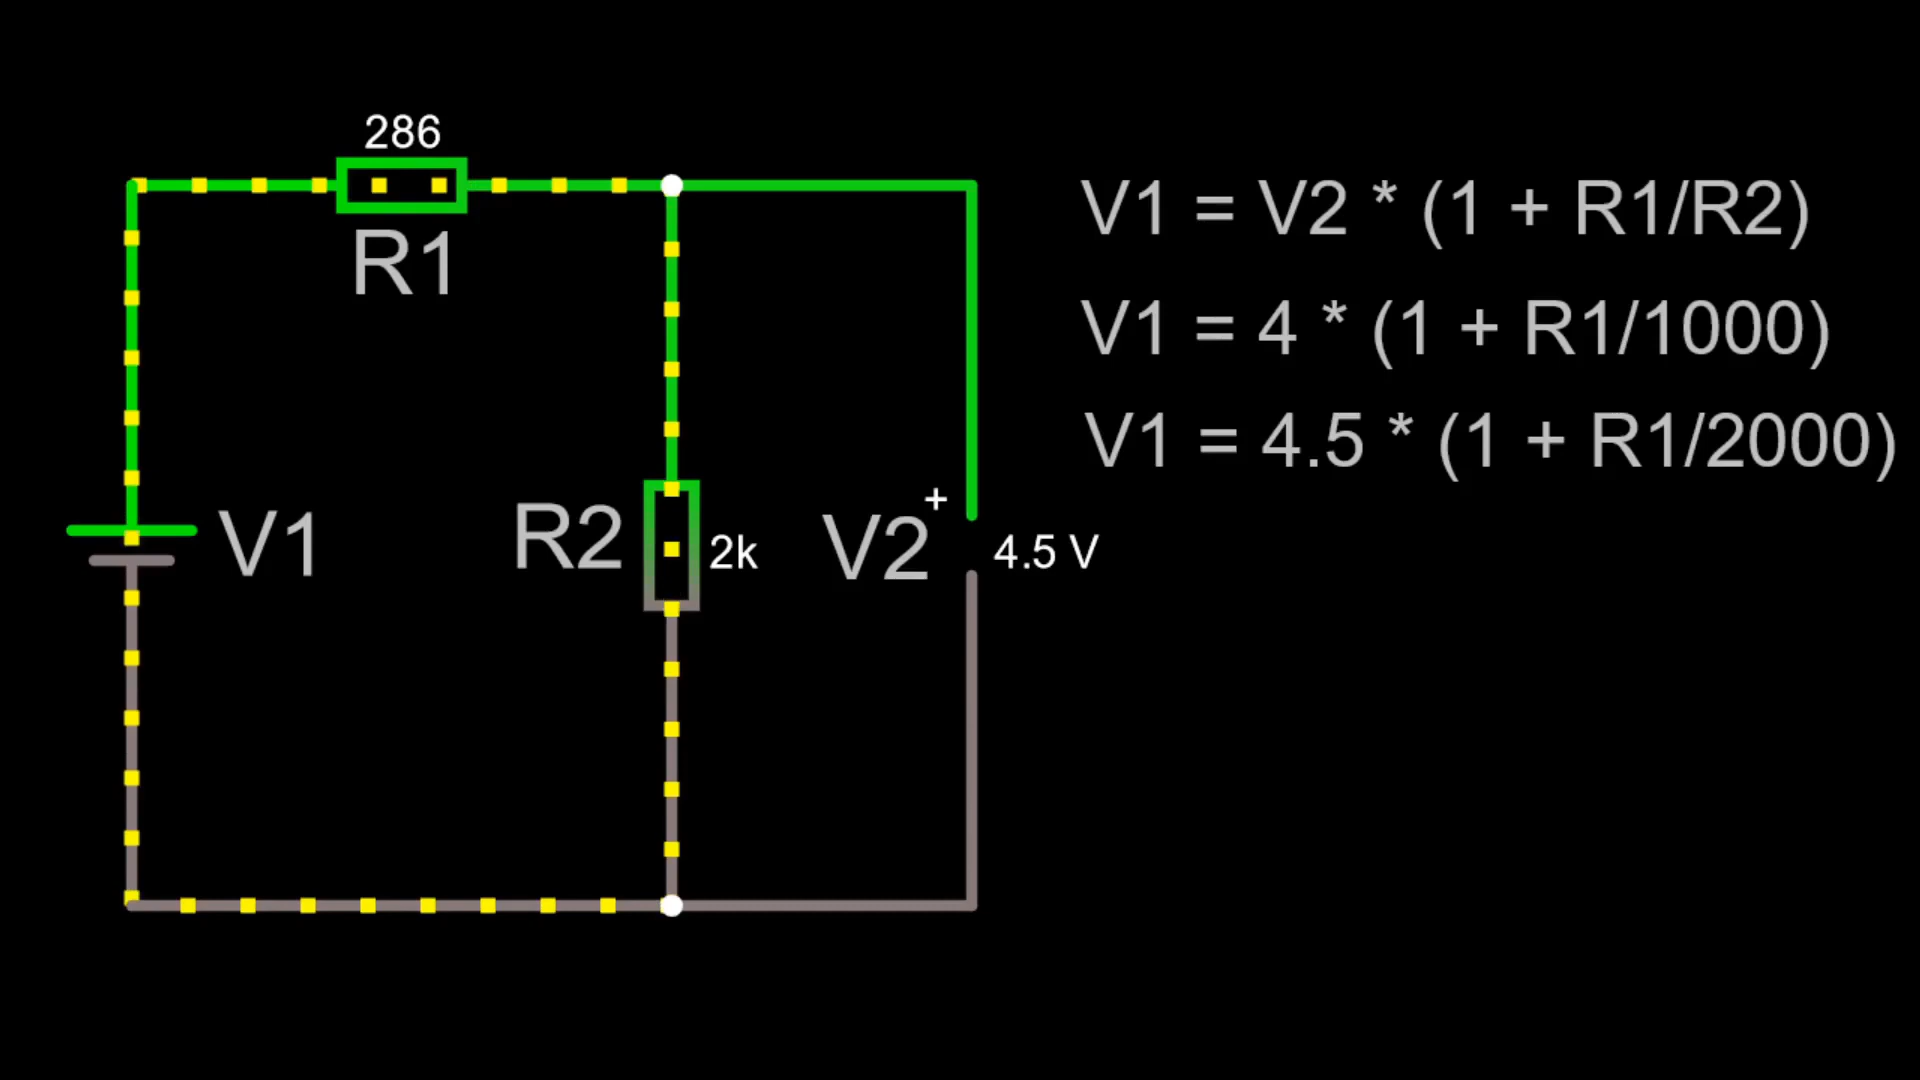 286
R1
V1 = V2 * (1 + R1/R2)
V1 = 4 * (1 + R1/1000)
V1 = 4.5 * (1 + R1/2000)
V1
R2
2k
V2
+
4.5 V